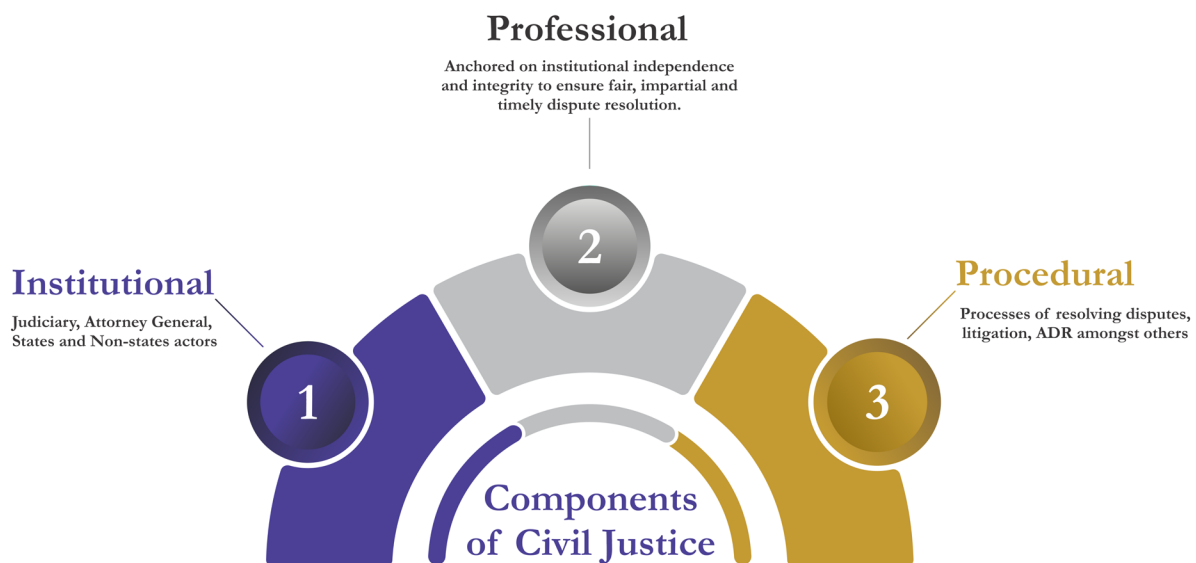 Professional
Anchored on institutional independence
and integrity to ensure fair, impartial and
timely dispute resolution.
2
Institutional
Judiciary, Attorney General,
States and Non-states actors
1
Procedural
Processes of resolving disputes,
litigation, ADR amongst others
3
Components
of Civil Justice